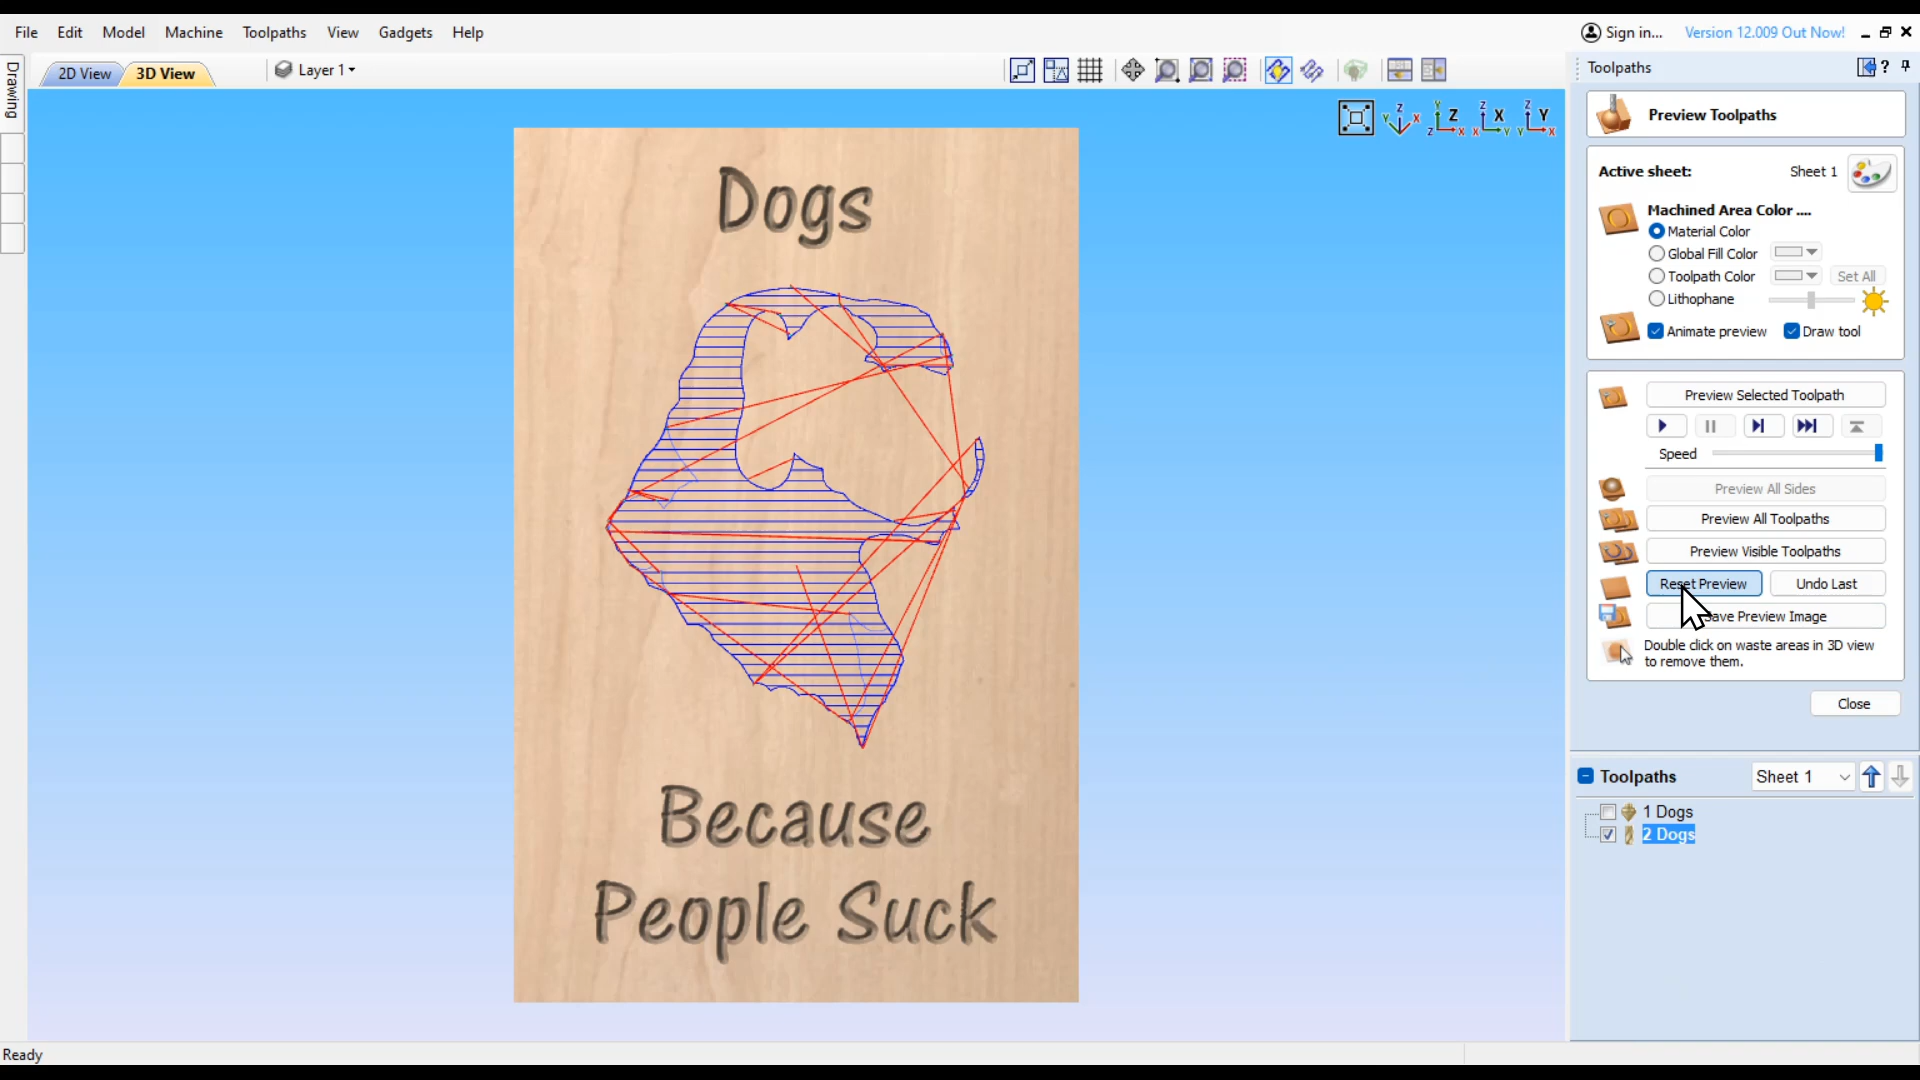 File Edit Model Machine Toolpaths View Gadgets Help
Sign in... Version 12.009 Out Now!
Drawing
2D View 3D View Layer 1
Toolpaths ?
Z Y X
Y Z Z X
Z X X Y
Z Y Y X
Preview Toolpaths
Active sheet: Sheet 1
Machined Area Color ....
Material Color
Global Fill Color
Toolpath Color Set All
Lithophane
Animate preview Draw tool
Preview Selected Toolpath
Speed
Preview All Sides
Preview All Toolpaths
Preview Visible Toolpaths
Reset Preview Undo Last
Save Preview Image
Double click on waste areas in 3D view
to remove them.
Close
Toolpaths Sheet 1
1 Dogs
2 Dogs
Dogs
Because
People Suck
Ready